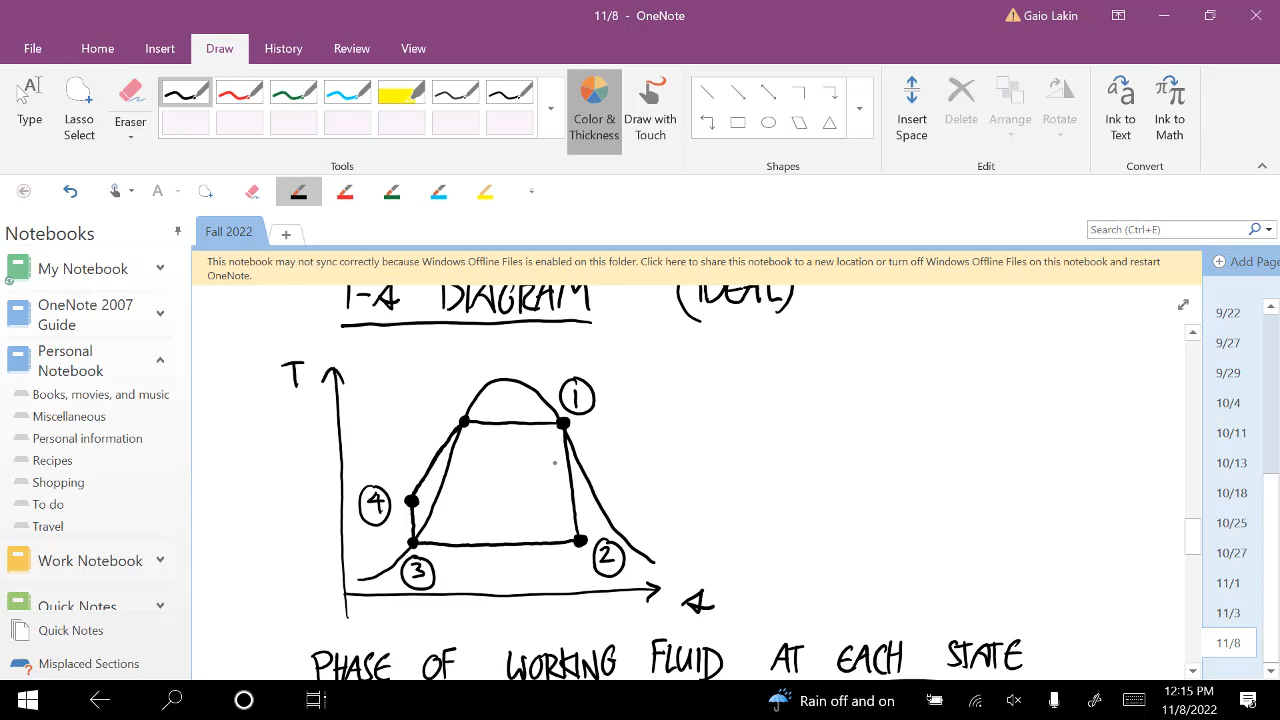 11/8 - OneNote
Gaio Lakin
File Home Insert Draw History Review View
Type
Lasso Select
Eraser
Color & Thickness
Draw with Touch
Insert Space
Delete
Arrange
Rotate
Ink to Text
Ink to Math
Tools
Shapes
Edit
Convert
A
Notebooks
Fall 2022
Search (Ctrl+E)
My Notebook
OneNote 2007 Guide
Personal Notebook
Books, movies, and music
Miscellaneous
Personal information
Recipes
Shopping
To do
Travel
Work Notebook
Quick Notes
Quick Notes
Misplaced Sections
This notebook may not sync correctly because Windows Offline Files is enabled on this folder. Click here to share this notebook to a new location or turn off Windows Offline Files on this notebook and restart
OneNote.
T-s DIAGRAM (IDEAL)
T
1
4
3
2
s
PHASE OF WORKING FLUID AT EACH STATE
Add Page
9/22
9/27
9/29
10/4
10/11
10/13
10/18
10/25
10/27
11/1
11/3
11/8
Rain off and on
12:15 PM
11/8/2022